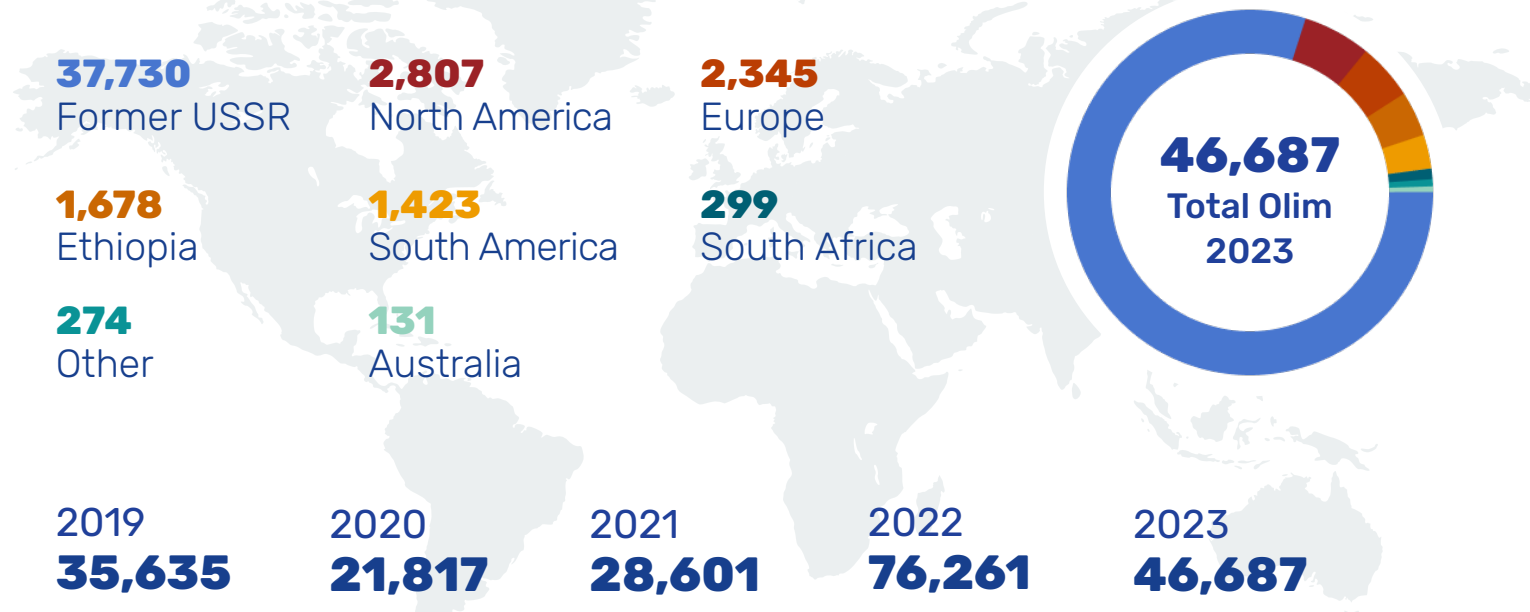 37,730
Former USSR
2,807
North America
2,345
Europe
1,678
Ethiopia
1,423
South America
299
South Africa
274
Other
131
Australia
46,687
Total Olim
2023
2019
35,635
2020
21,817
2021
28,601
2022
76,261
2023
46,687